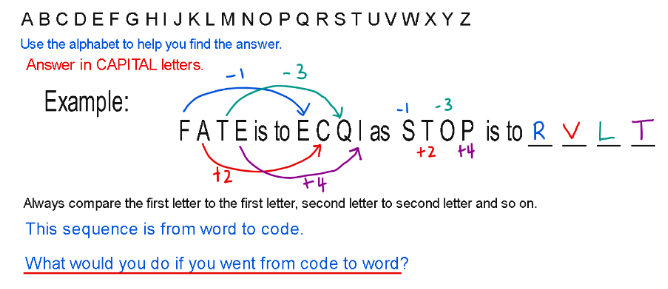 A B C D E F G H I J K L M N O P Q R S T U V W X Y Z
Use the alphabet to help you find the answer.
Answer in CAPITAL letters.
-1 -3
Example:
-1 -3
F A T E is to E C Q I as S T O P is to R V L T
+2 +4
+2 +4
Always compare the first letter to the first letter, second letter to second letter and so on.
This sequence is from word to code.
What would you do if you went from code to word?